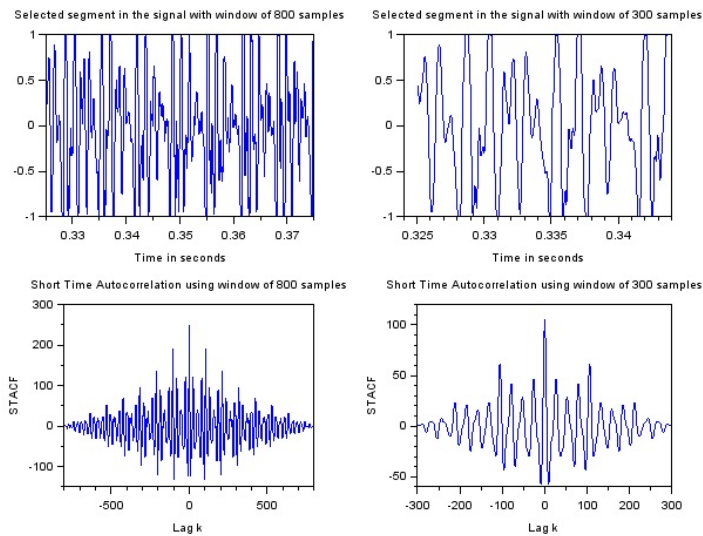 Selected segment in the signal with window of 800 samples
1
0.5
0
-0.5
-1
0.33 0.34 0.35 0.36 0.37
Time in seconds
Selected segment in the signal with window of 300 samples
1
0.5
0
-0.5
-1
0.325 0.33 0.335 0.34
Time in seconds
Short Time Autocorrelation using window of 800 samples
STACF
300
200
100
0
-100
-500 0 500
Lag k
Short Time Autocorrelation using window of 300 samples
STACF
100
50
0
-50
-300 -200 -100 0 100 200 300
Lag k